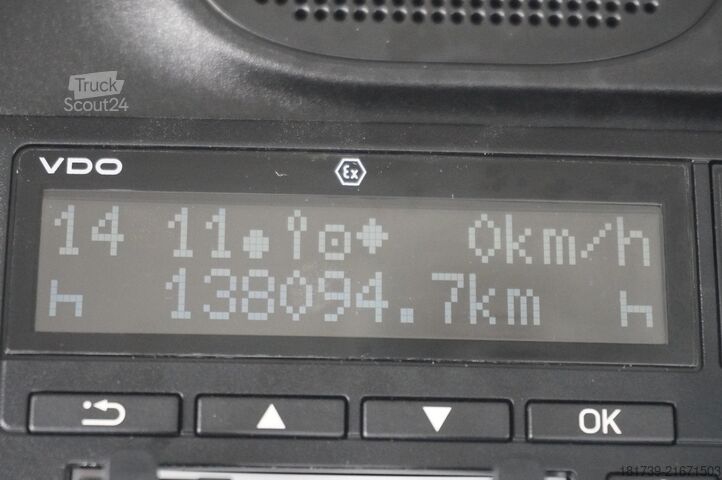 Truck
Scout24
VDO
Ex
14 11 0km/h
138094.7km
OK
181739-21671503